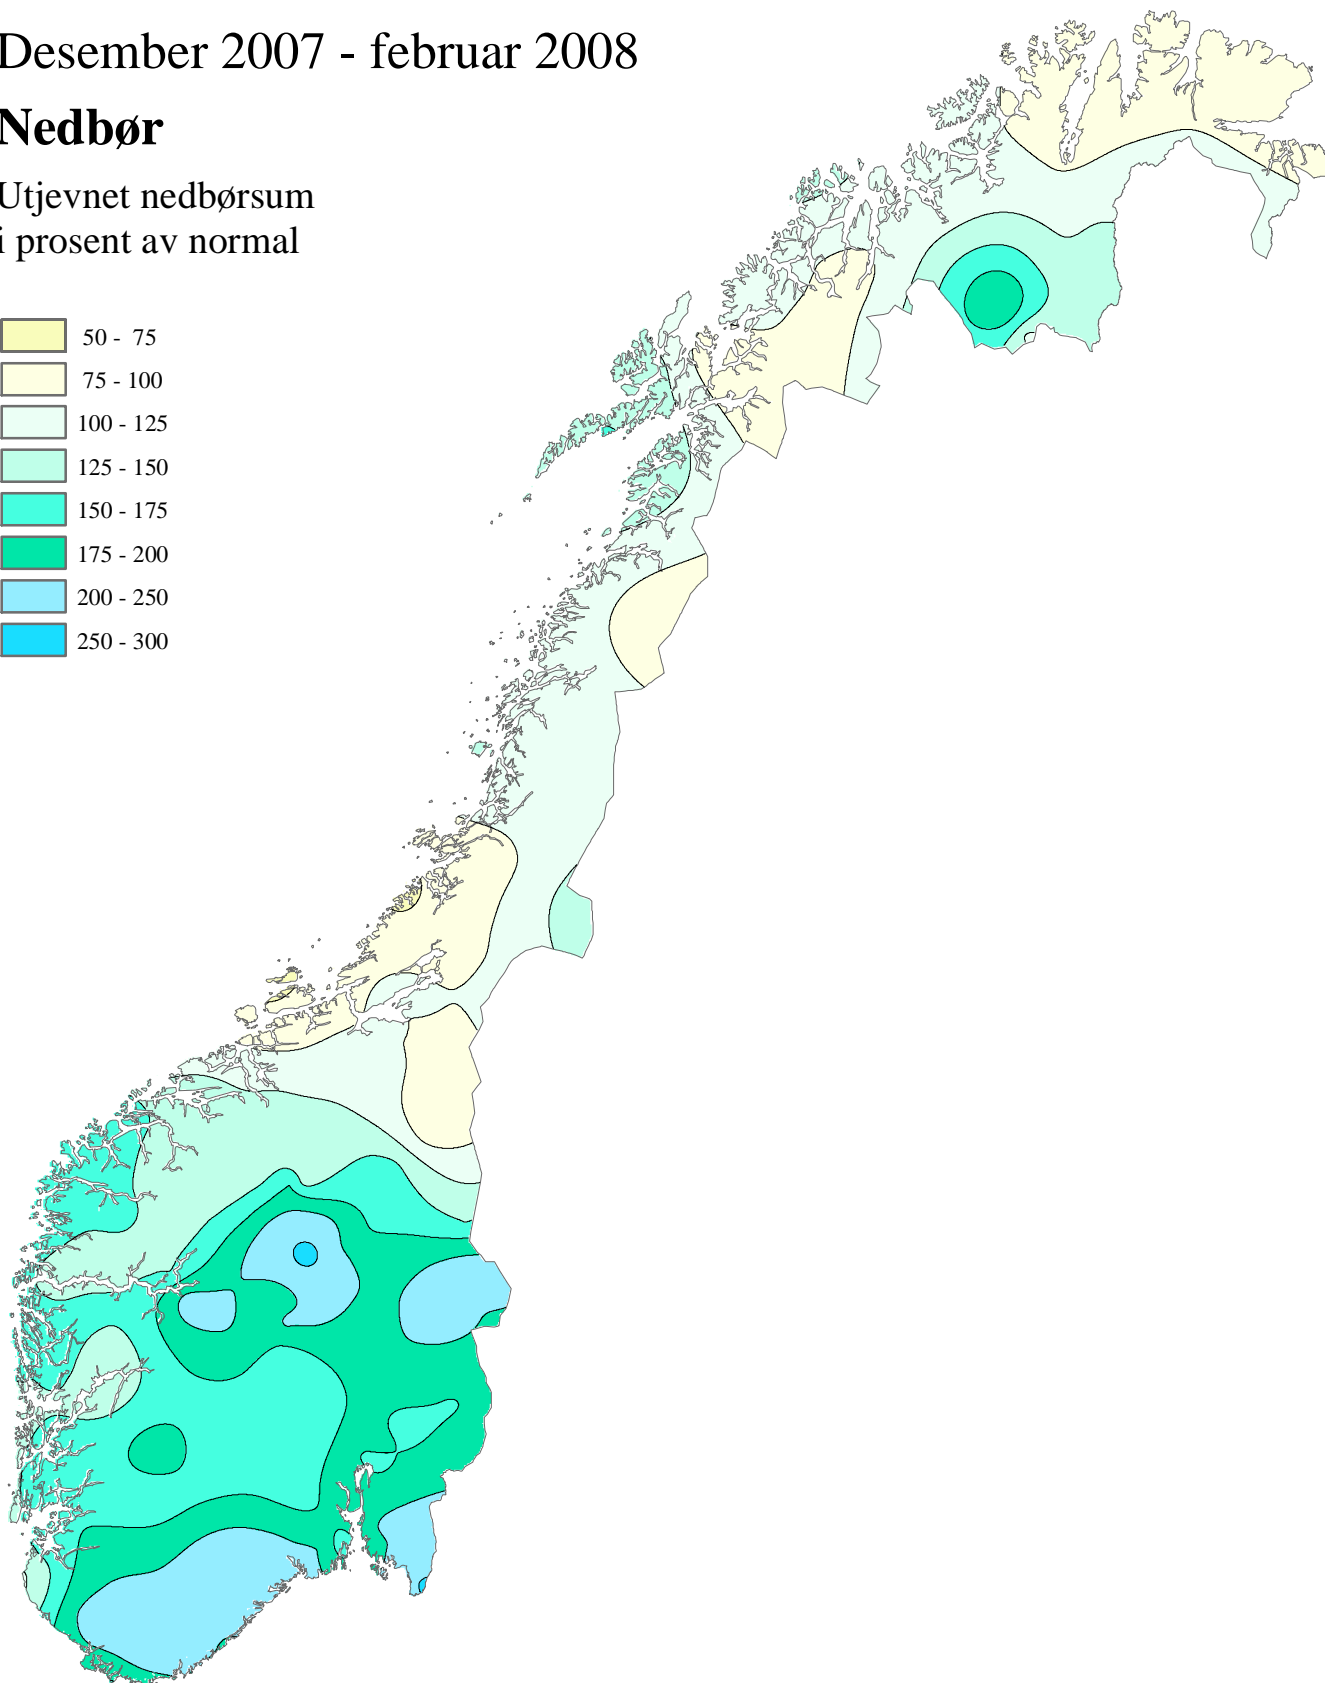 Desember 2007 - februar 2008
Nedbør
Utjevnet nedbørsum
i prosent av normal
50 - 75
75 - 100
100 - 125
125 - 150
150 - 175
175 - 200
200 - 250
250 - 300